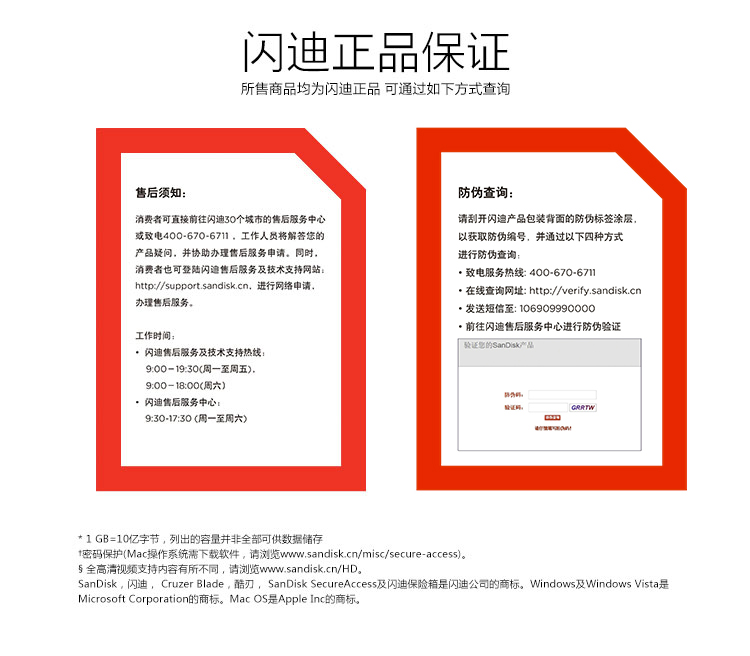 闪迪正品保证
所售商品均为闪迪正品 可通过如下方式查询
售后须知:
消费者可直接前往闪迪30个城市的售后服务中心
或致电400-670-6711 ，工作人员将解答您的
产品疑问，并协助办理售后服务申请。同时，
消费者也可登陆闪迪售后服务及技术支持网站:
http://support.sandisk.cn，进行网络申请，
办理售后服务。
工作时间:
• 闪迪售后服务及技术支持热线:
9:00－19:30(周一至周五)，
9:00－18:00(周六)
• 闪迪售后服务中心:
9:30-17:30 (周一至周六)
防伪查询:
请刮开闪迪产品包装背面的防伪标签涂层，
以获取防伪编号，并通过以下四种方式
进行防伪查询:
• 致电服务热线: 400-670-6711
• 在线查询网址: http://verify.sandisk.cn
• 发送短信至: 106909990000
• 前往闪迪售后服务中心进行防伪验证
验证您的SanDisk产品
防伪码:
验证码: GRRTW
* 1 GB=10亿字节，列出的容量并非全部可供数据储存
†密码保护(Mac操作系统需下载软件，请浏览www.sandisk.cn/misc/secure-access)。
§ 全高清视频支持内容有所不同，请浏览www.sandisk.cn/HD。
SanDisk，闪迪， Cruzer Blade，酷刃， SanDisk SecureAccess及闪迪保险箱是闪迪公司的商标。Windows及Windows Vista是
Microsoft Corporation的商标。Mac OS是Apple Inc的商标。